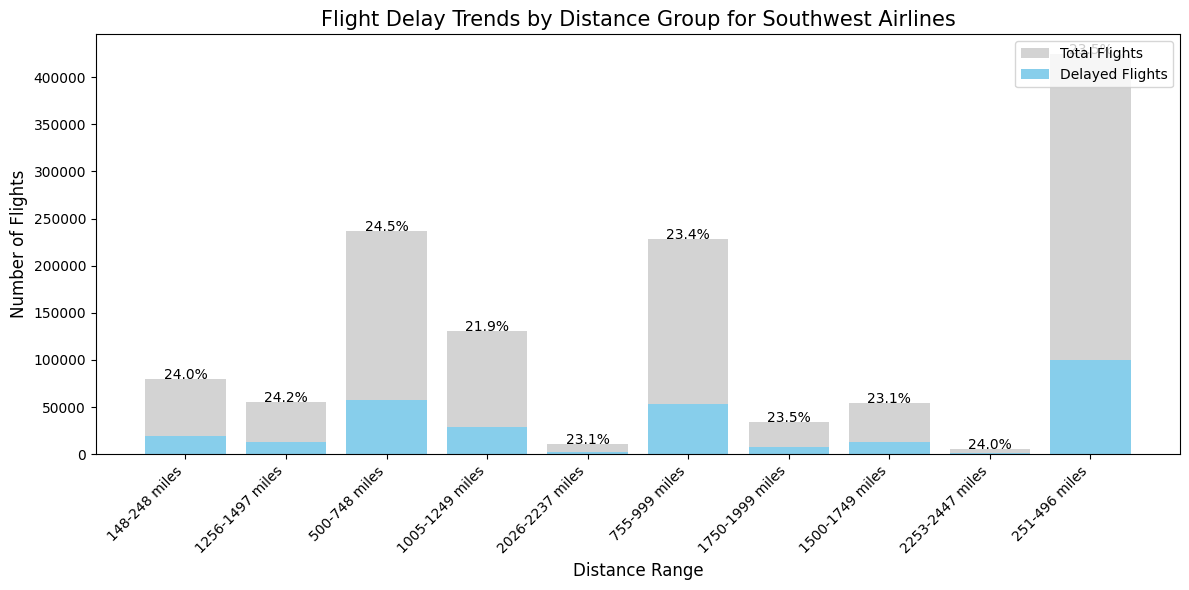 Flight Delay Trends by Distance Group for Southwest Airlines
Total Flights
Delayed Flights
Number of Flights
400000
350000
300000
250000
200000
150000
100000
50000
0
24.0%
24.2%
24.5%
21.9%
23.1%
23.4%
23.5%
23.1%
24.0%
148-248 miles
1256-1497 miles
500-748 miles
1005-1249 miles
2026-2237 miles
755-999 miles
1750-1999 miles
1500-1749 miles
2253-2447 miles
251-496 miles
Distance Range